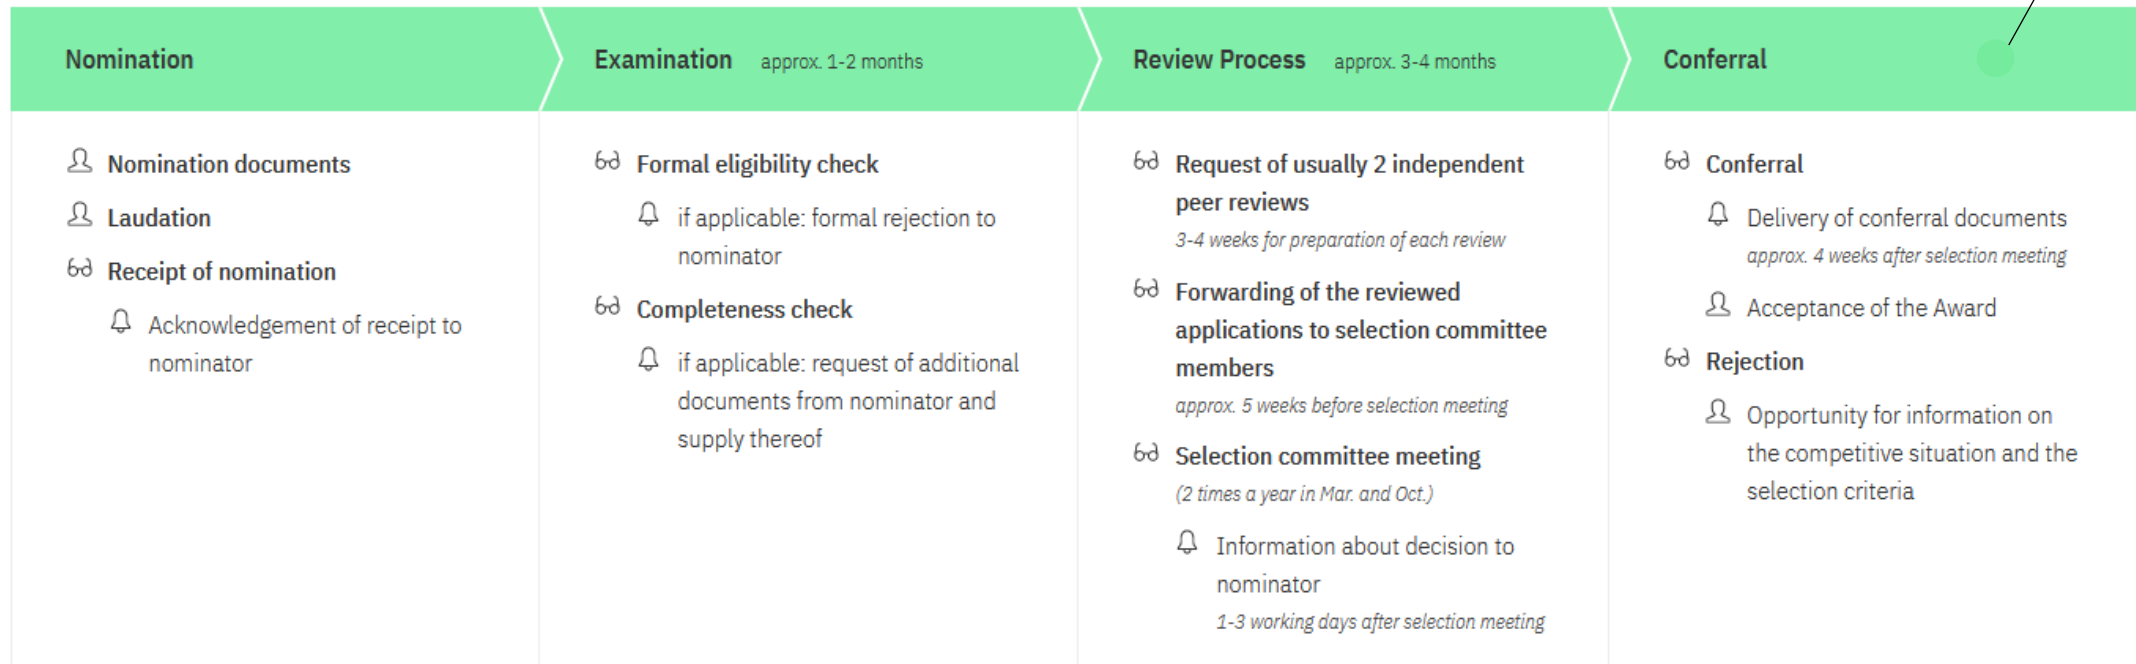 Nomination
Nomination documents
Laudation
Receipt of nomination
Acknowledgement of receipt to
nominator
Examination approx. 1-2 months
Formal eligibility check
if applicable: formal rejection to
nominator
Completeness check
if applicable: request of additional
documents from nominator and
supply thereof
Review Process approx. 3-4 months
Request of usually 2 independent
peer reviews
3-4 weeks for preparation of each review
Forwarding of the reviewed
applications to selection committee
members
approx. 5 weeks before selection meeting
Selection committee meeting
(2 times a year in Mar. and Oct.)
Information about decision to
nominator
1-3 working days after selection meeting
Conferral
Conferral
Delivery of conferral documents
approx. 4 weeks after selection meeting
Acceptance of the Award
Rejection
Opportunity for information on
the competitive situation and the
selection criteria